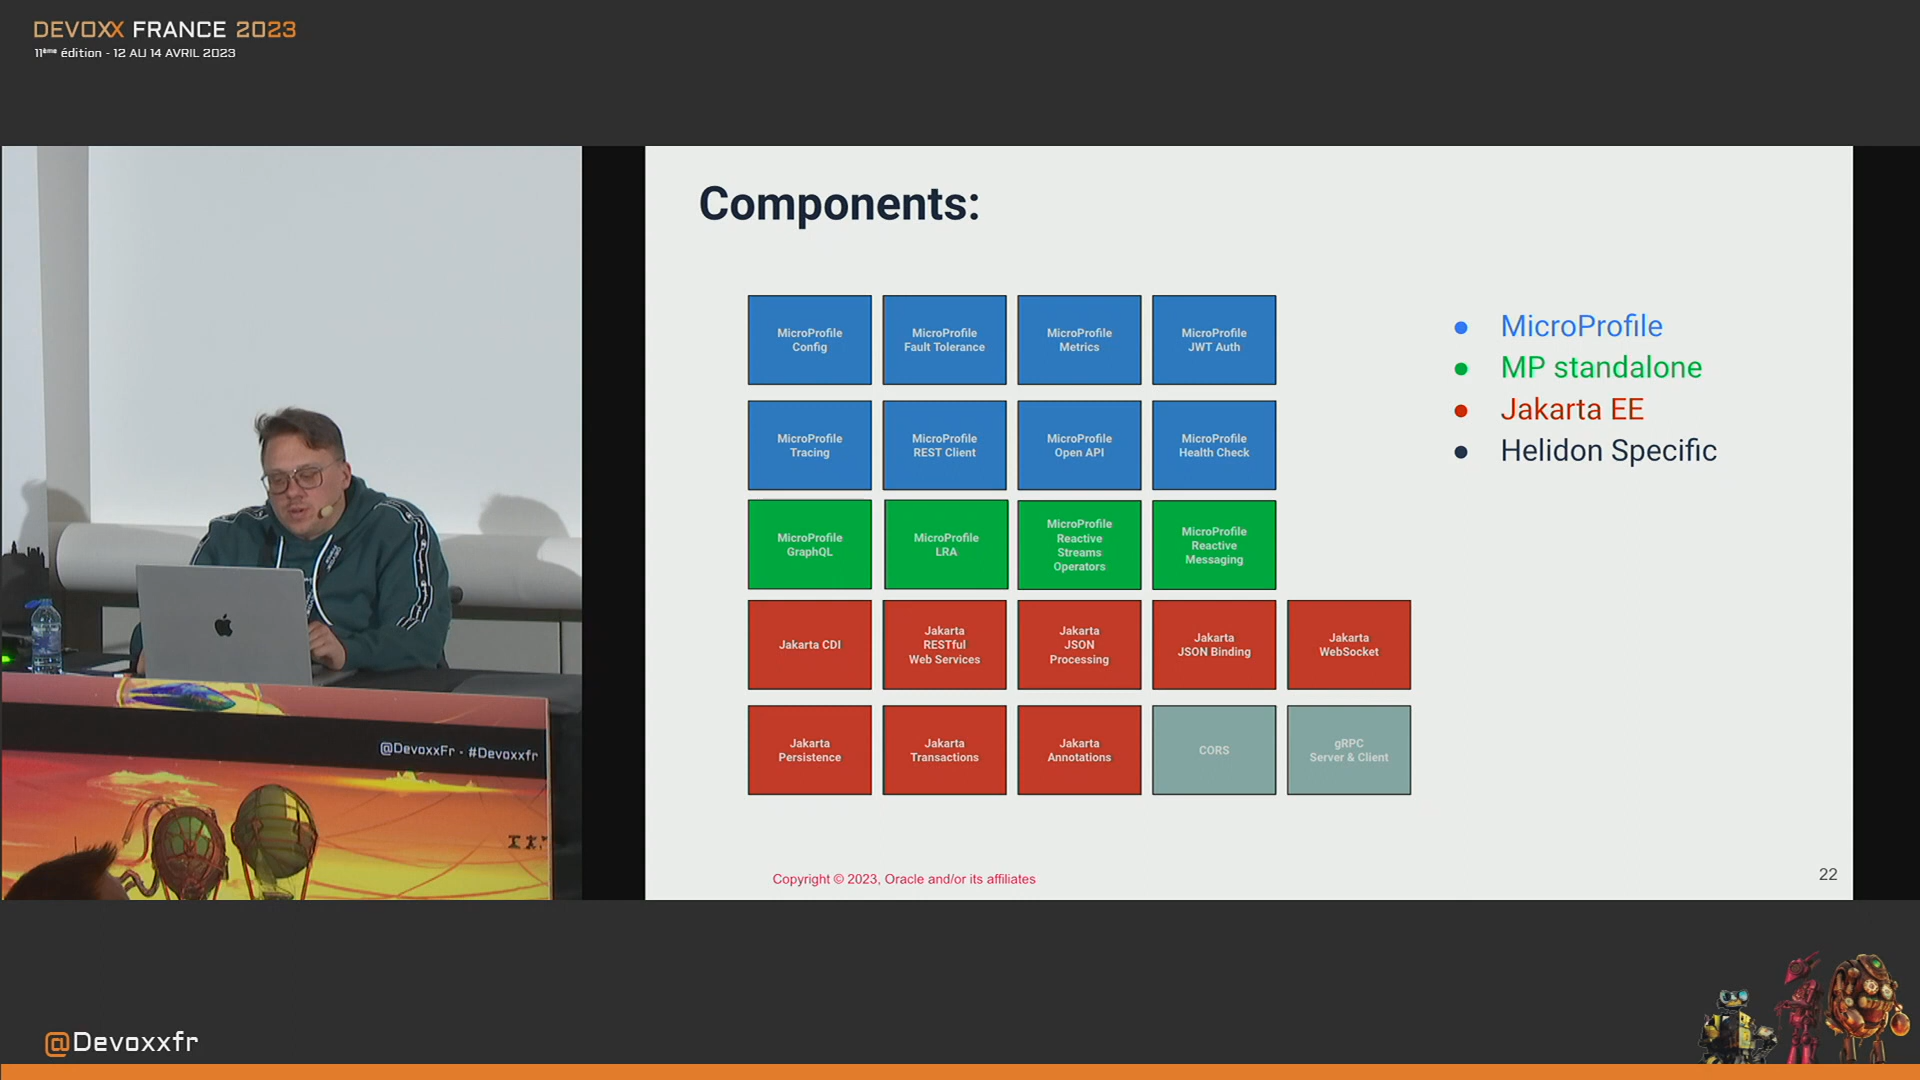 DEVOXX FRANCE 2023
11ème édition - 12 AU 14 AVRIL 2023
Components:
MicroProfile
Config
MicroProfile
Fault Tolerance
MicroProfile
Metrics
MicroProfile
JWT Auth
MicroProfile
Tracing
MicroProfile
REST Client
MicroProfile
Open API
MicroProfile
Health Check
MicroProfile
GraphQL
MicroProfile
LRA
MicroProfile
Reactive
Streams
Operators
MicroProfile
Reactive
Messaging
Jakarta CDI
Jakarta
RESTful
Web Services
Jakarta
JSON
Processing
Jakarta
JSON Binding
Jakarta
WebSocket
Jakarta
Persistence
Jakarta
Transactions
Jakarta
Annotations
CORS
gRPC
Server & Client
MicroProfile
MP standalone
Jakarta EE
Helidon Specific
Copyright © 2023, Oracle and/or its affiliates
22
@DevoxxFr - #Devoxxfr
@Devoxxfr